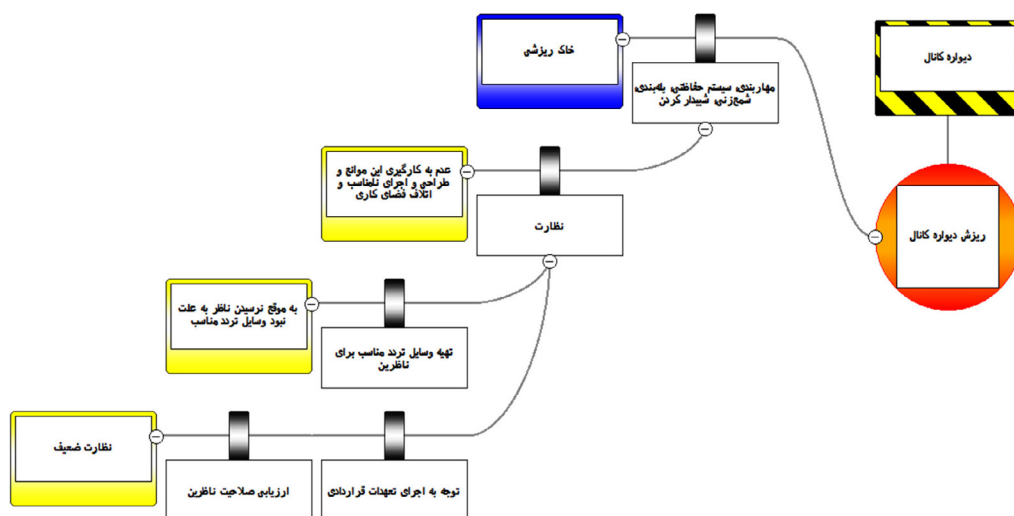 دیواره کانال
خاک ریزشی
مهاربندی سیستم حفاظتی پله‌بندی
شمع‌زنی شیبدار کردن
ریزش دیواره کانال
عدم به کارگیری این موانع و
طراحی و اجرای نامناسب و
اتلاف فضای کاری
نظارت
به موقع نرسیدن ناظر به علت
نبود وسایل تردد مناسب
تهیه وسایل تردد مناسب برای
ناظرین
نظارت ضعیف
ارزیابی صلاحیت ناظرین
توجه به اجرای تعهدات قراردادی